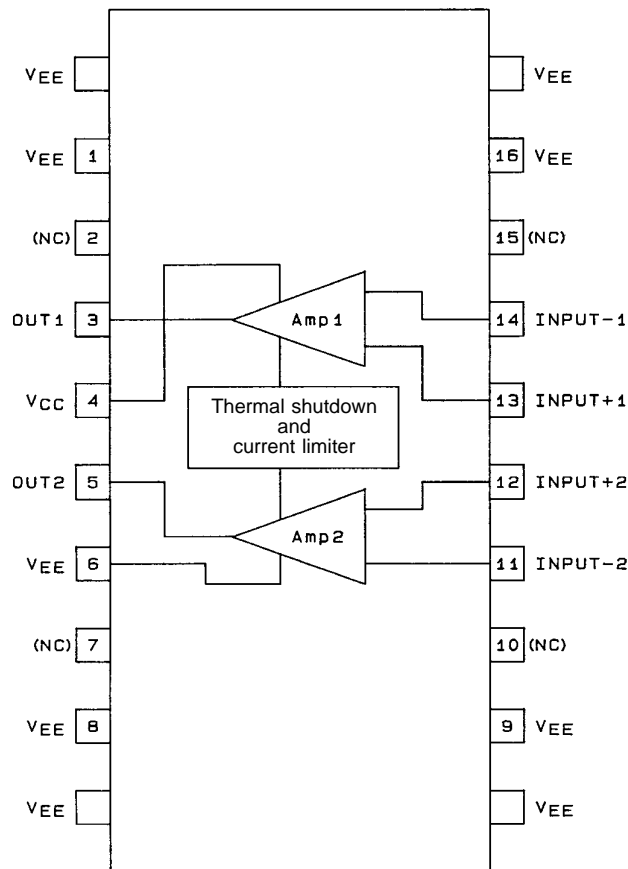 VEE
VEE
VEE 1
16 VEE
(NC) 2
15 (NC)
OUT1 3
Amp1
14 INPUT-1
VCC 4
13 INPUT+1
Thermal shutdown
and
current limiter
OUT2 5
12 INPUT+2
Amp2
VEE 6
11 INPUT-2
(NC) 7
10 (NC)
VEE 8
9 VEE
VEE
VEE